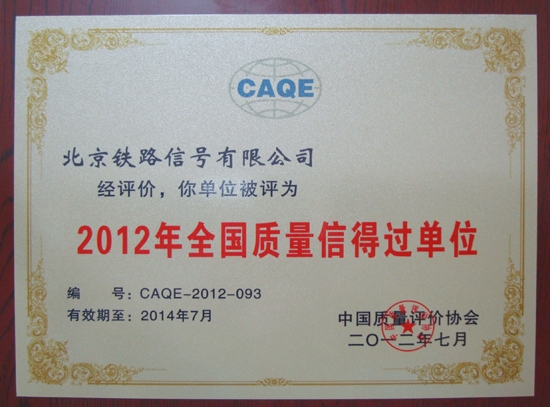 CAQE
北京铁路信号有限公司
经评价，你单位被评为
2012年全国质量信得过单位
编 号：CAQE-2012-093
有效期至：2014年7月
中国质量评价协会
二〇一二年七月